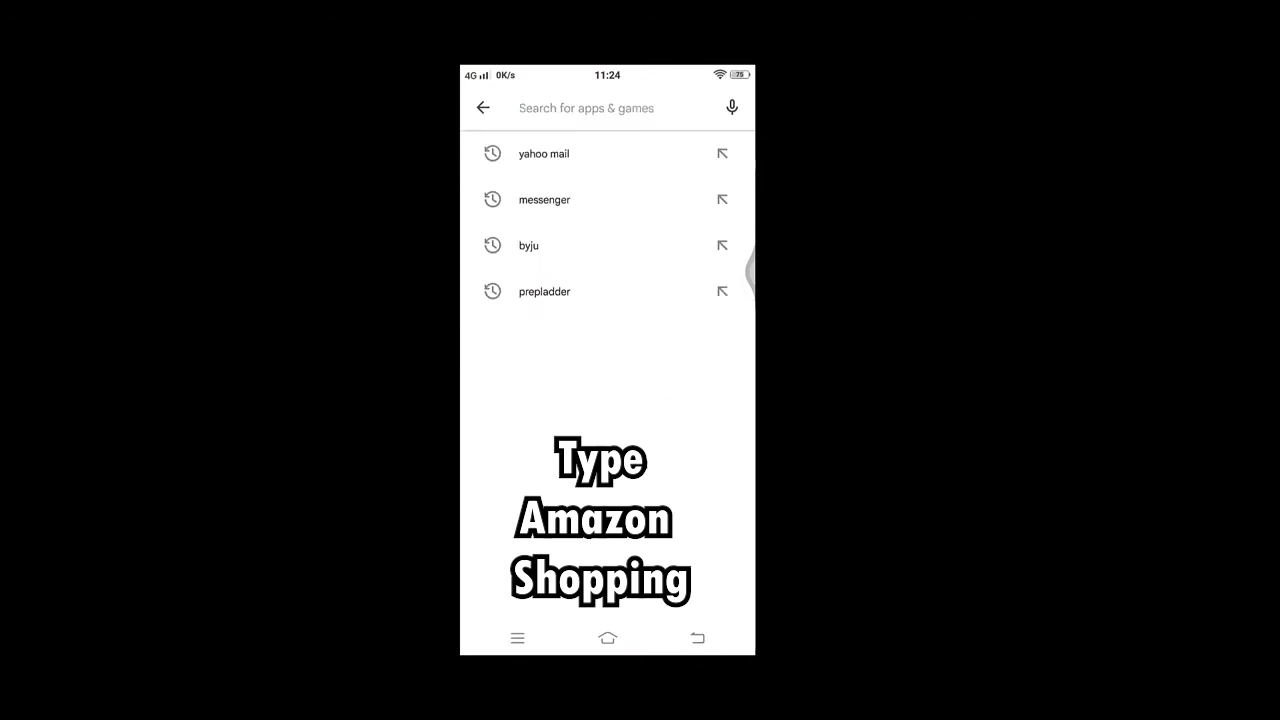 4G 0K/s 11:24 75
Search for apps & games
yahoo mail
messenger
byju
prepladder
Type
Amazon
Shopping